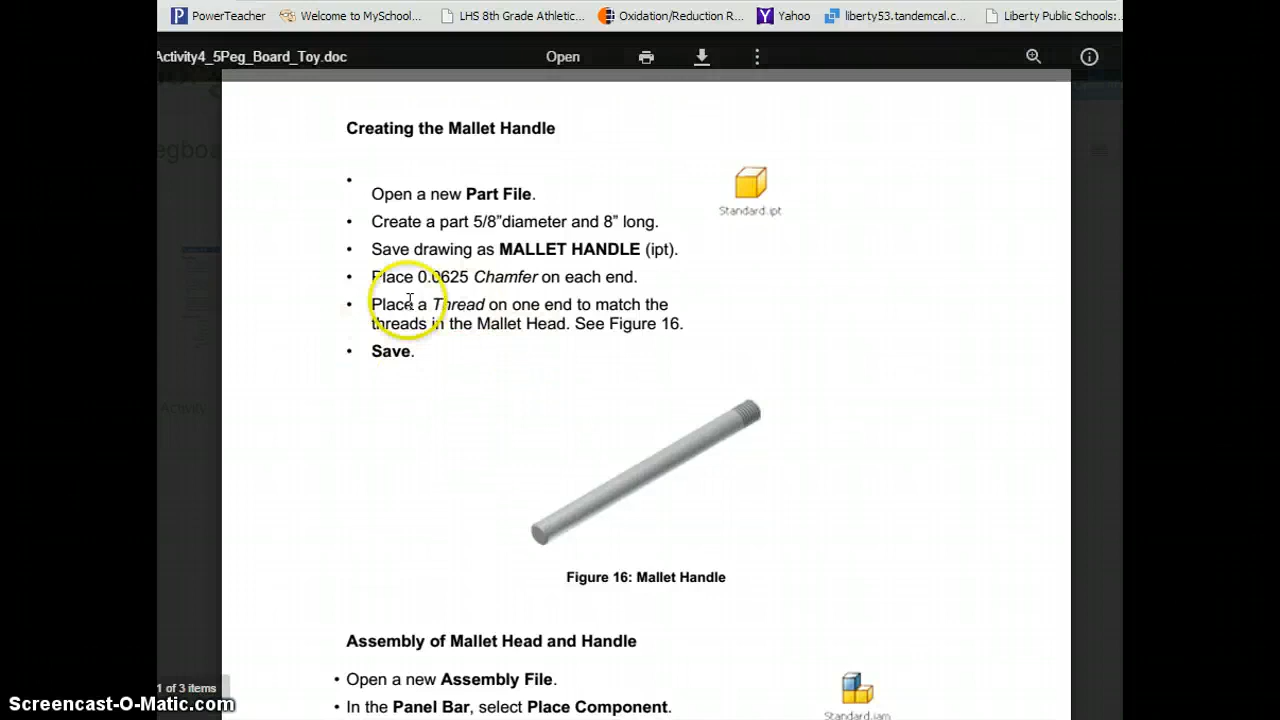 PowerTeacher
Welcome to MySchool...
LHS 8th Grade Athletic...
Oxidation/Reduction R...
Yahoo
liberty53.tandemcal.c...
Liberty Public Schools:...
Activity4_5Peg_Board_Toy.doc
Open
Creating the Mallet Handle
•
Open a new Part File.
Standard.ipt
• Create a part 5/8”diameter and 8” long.
• Save drawing as MALLET HANDLE (ipt).
• Place 0.0625 Chamfer on each end.
• Place a Thread on one end to match the
threads in the Mallet Head. See Figure 16.
• Save.
Activity
Figure 16: Mallet Handle
Assembly of Mallet Head and Handle
• Open a new Assembly File.
1 of 3 items
• In the Panel Bar, select Place Component.
Standard.iam
Screencast-O-Matic.com